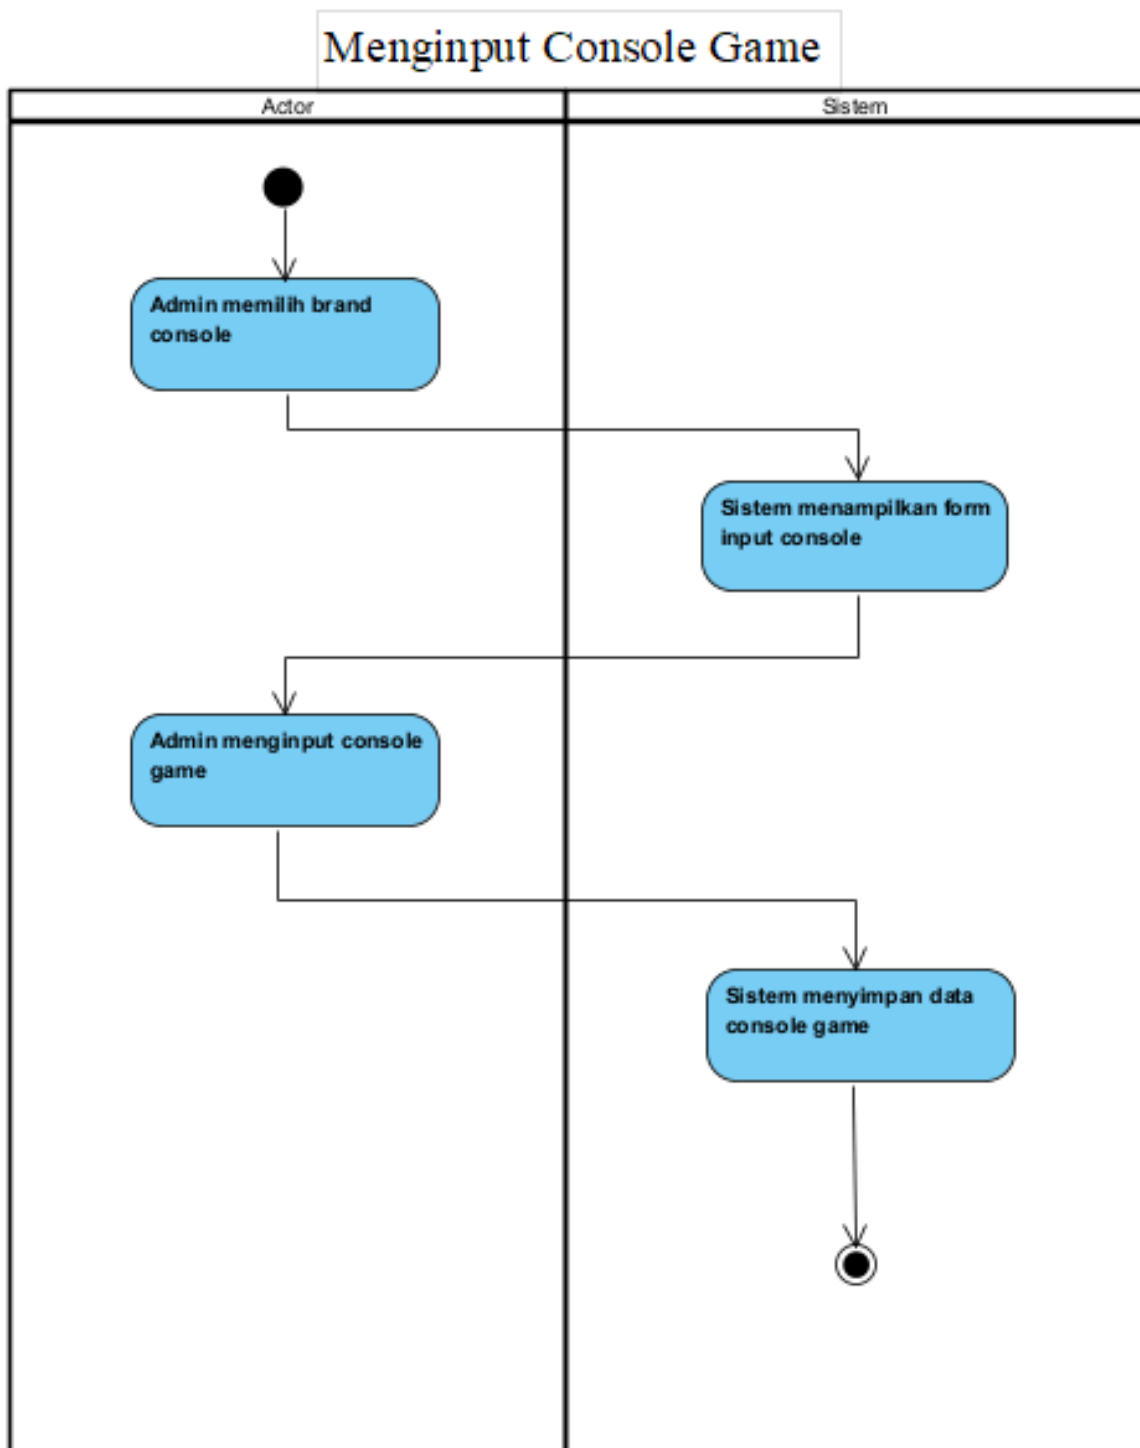 Menginput Console Game
Actor
Sistem
Admin memilih brand
console
Sistem menampilkan form
input console
Admin menginput console
game
Sistem menyimpan data
console game